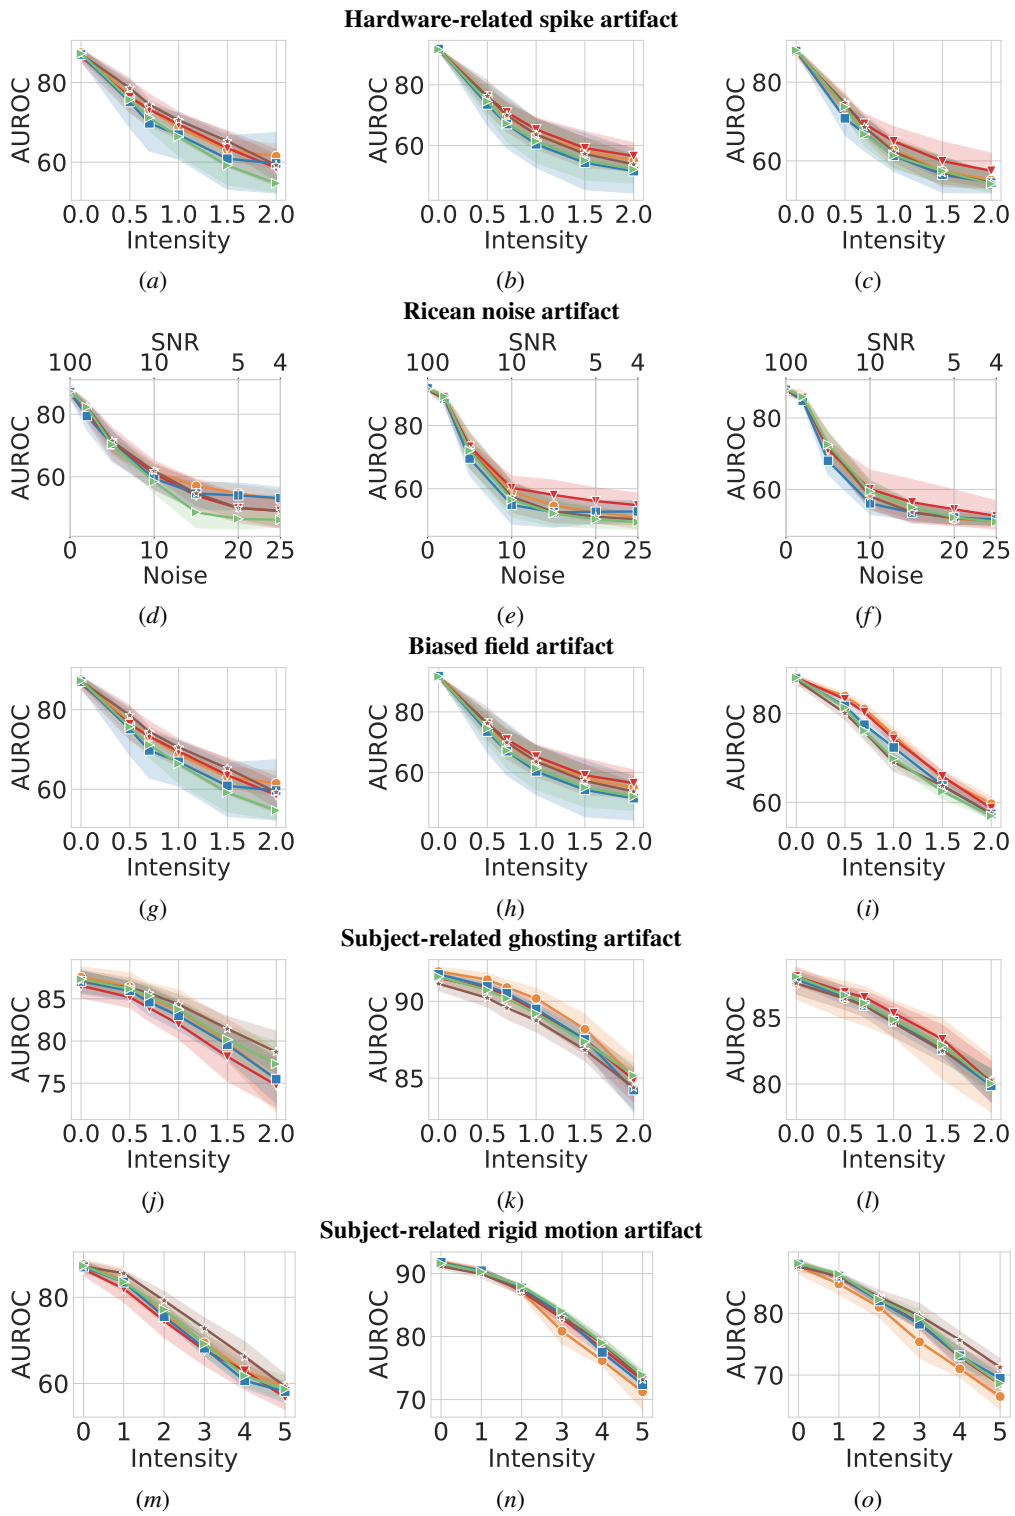 Hardware-related spike artifact
AUROC
80
60
0.0 0.5 1.0 1.5 2.0
Intensity
(a)
AUROC
80
60
0.0 0.5 1.0 1.5 2.0
Intensity
(b)
AUROC
80
60
0.0 0.5 1.0 1.5 2.0
Intensity
(c)
Ricean noise artifact
SNR
100 10 5 4
AUROC
80
60
0 10 20 25
Noise
(d)
SNR
100 10 5 4
AUROC
80
60
0 10 20 25
Noise
(e)
SNR
100 10 5 4
AUROC
80
60
0 10 20 25
Noise
(f)
Biased field artifact
AUROC
80
60
0.0 0.5 1.0 1.5 2.0
Intensity
(g)
AUROC
80
60
0.0 0.5 1.0 1.5 2.0
Intensity
(h)
AUROC
80
60
0.0 0.5 1.0 1.5 2.0
Intensity
(i)
Subject-related ghosting artifact
AUROC
85
80
75
0.0 0.5 1.0 1.5 2.0
Intensity
(j)
AUROC
90
85
0.0 0.5 1.0 1.5 2.0
Intensity
(k)
AUROC
85
80
0.0 0.5 1.0 1.5 2.0
Intensity
(l)
Subject-related rigid motion artifact
AUROC
80
60
0 1 2 3 4 5
Intensity
(m)
AUROC
90
80
70
0 1 2 3 4 5
Intensity
(n)
AUROC
80
70
0 1 2 3 4 5
Intensity
(o)